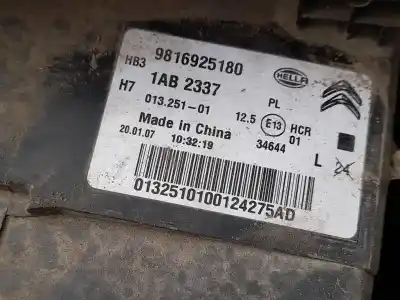 HB3 9816925180 HELLA
H7 1AB 2337
013.251-01 PL
12.5 E13 HCR
Made in China 34644 01
20.01.07 10:32:19 L 24
0132510100124275AD